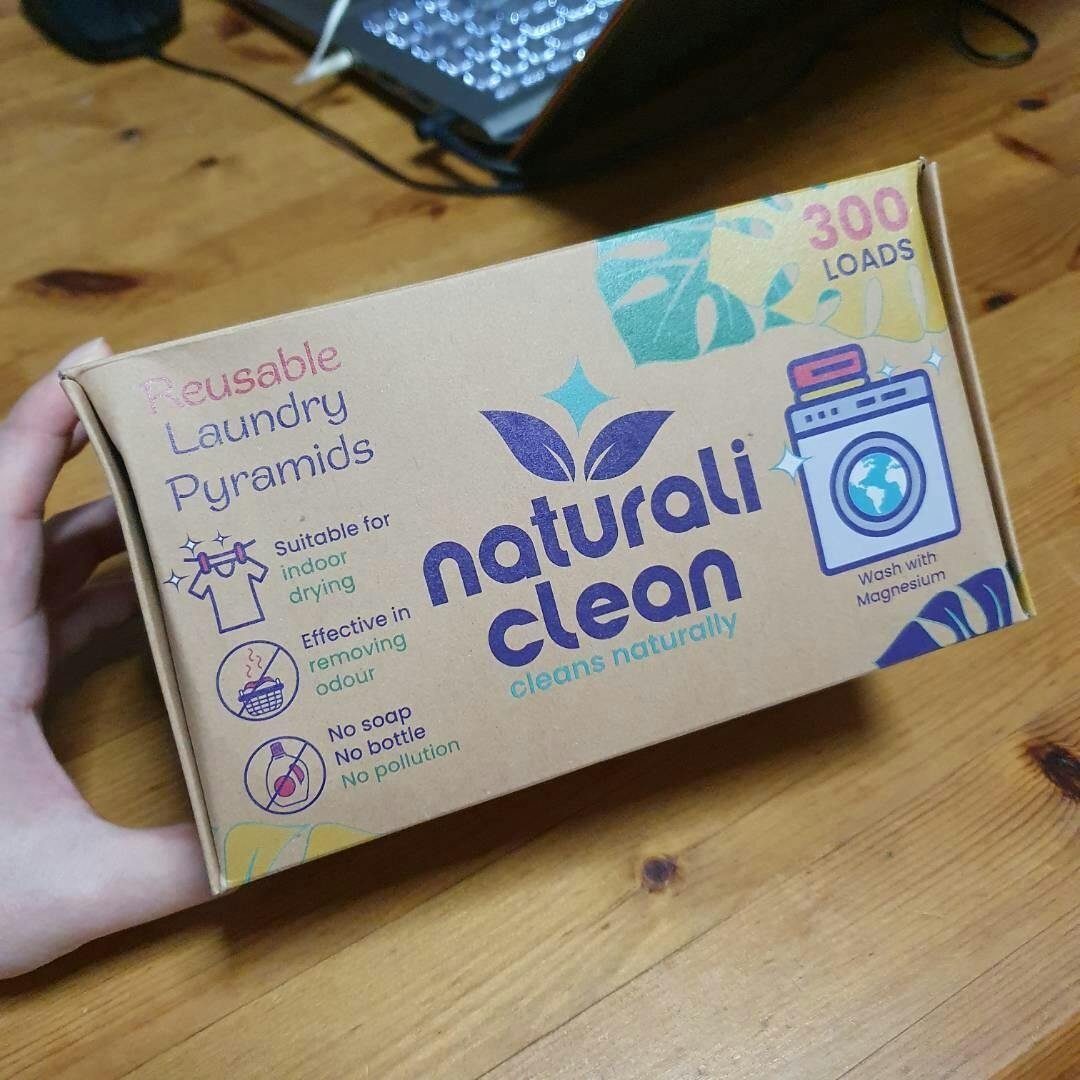 300
LOADS
Reusable
Laundry
Pyramids
Suitable for
indoor
drying
Effective in
removing
odour
No soap
No bottle
No pollution
naturali
clean
cleans naturally
Wash with
Magnesium